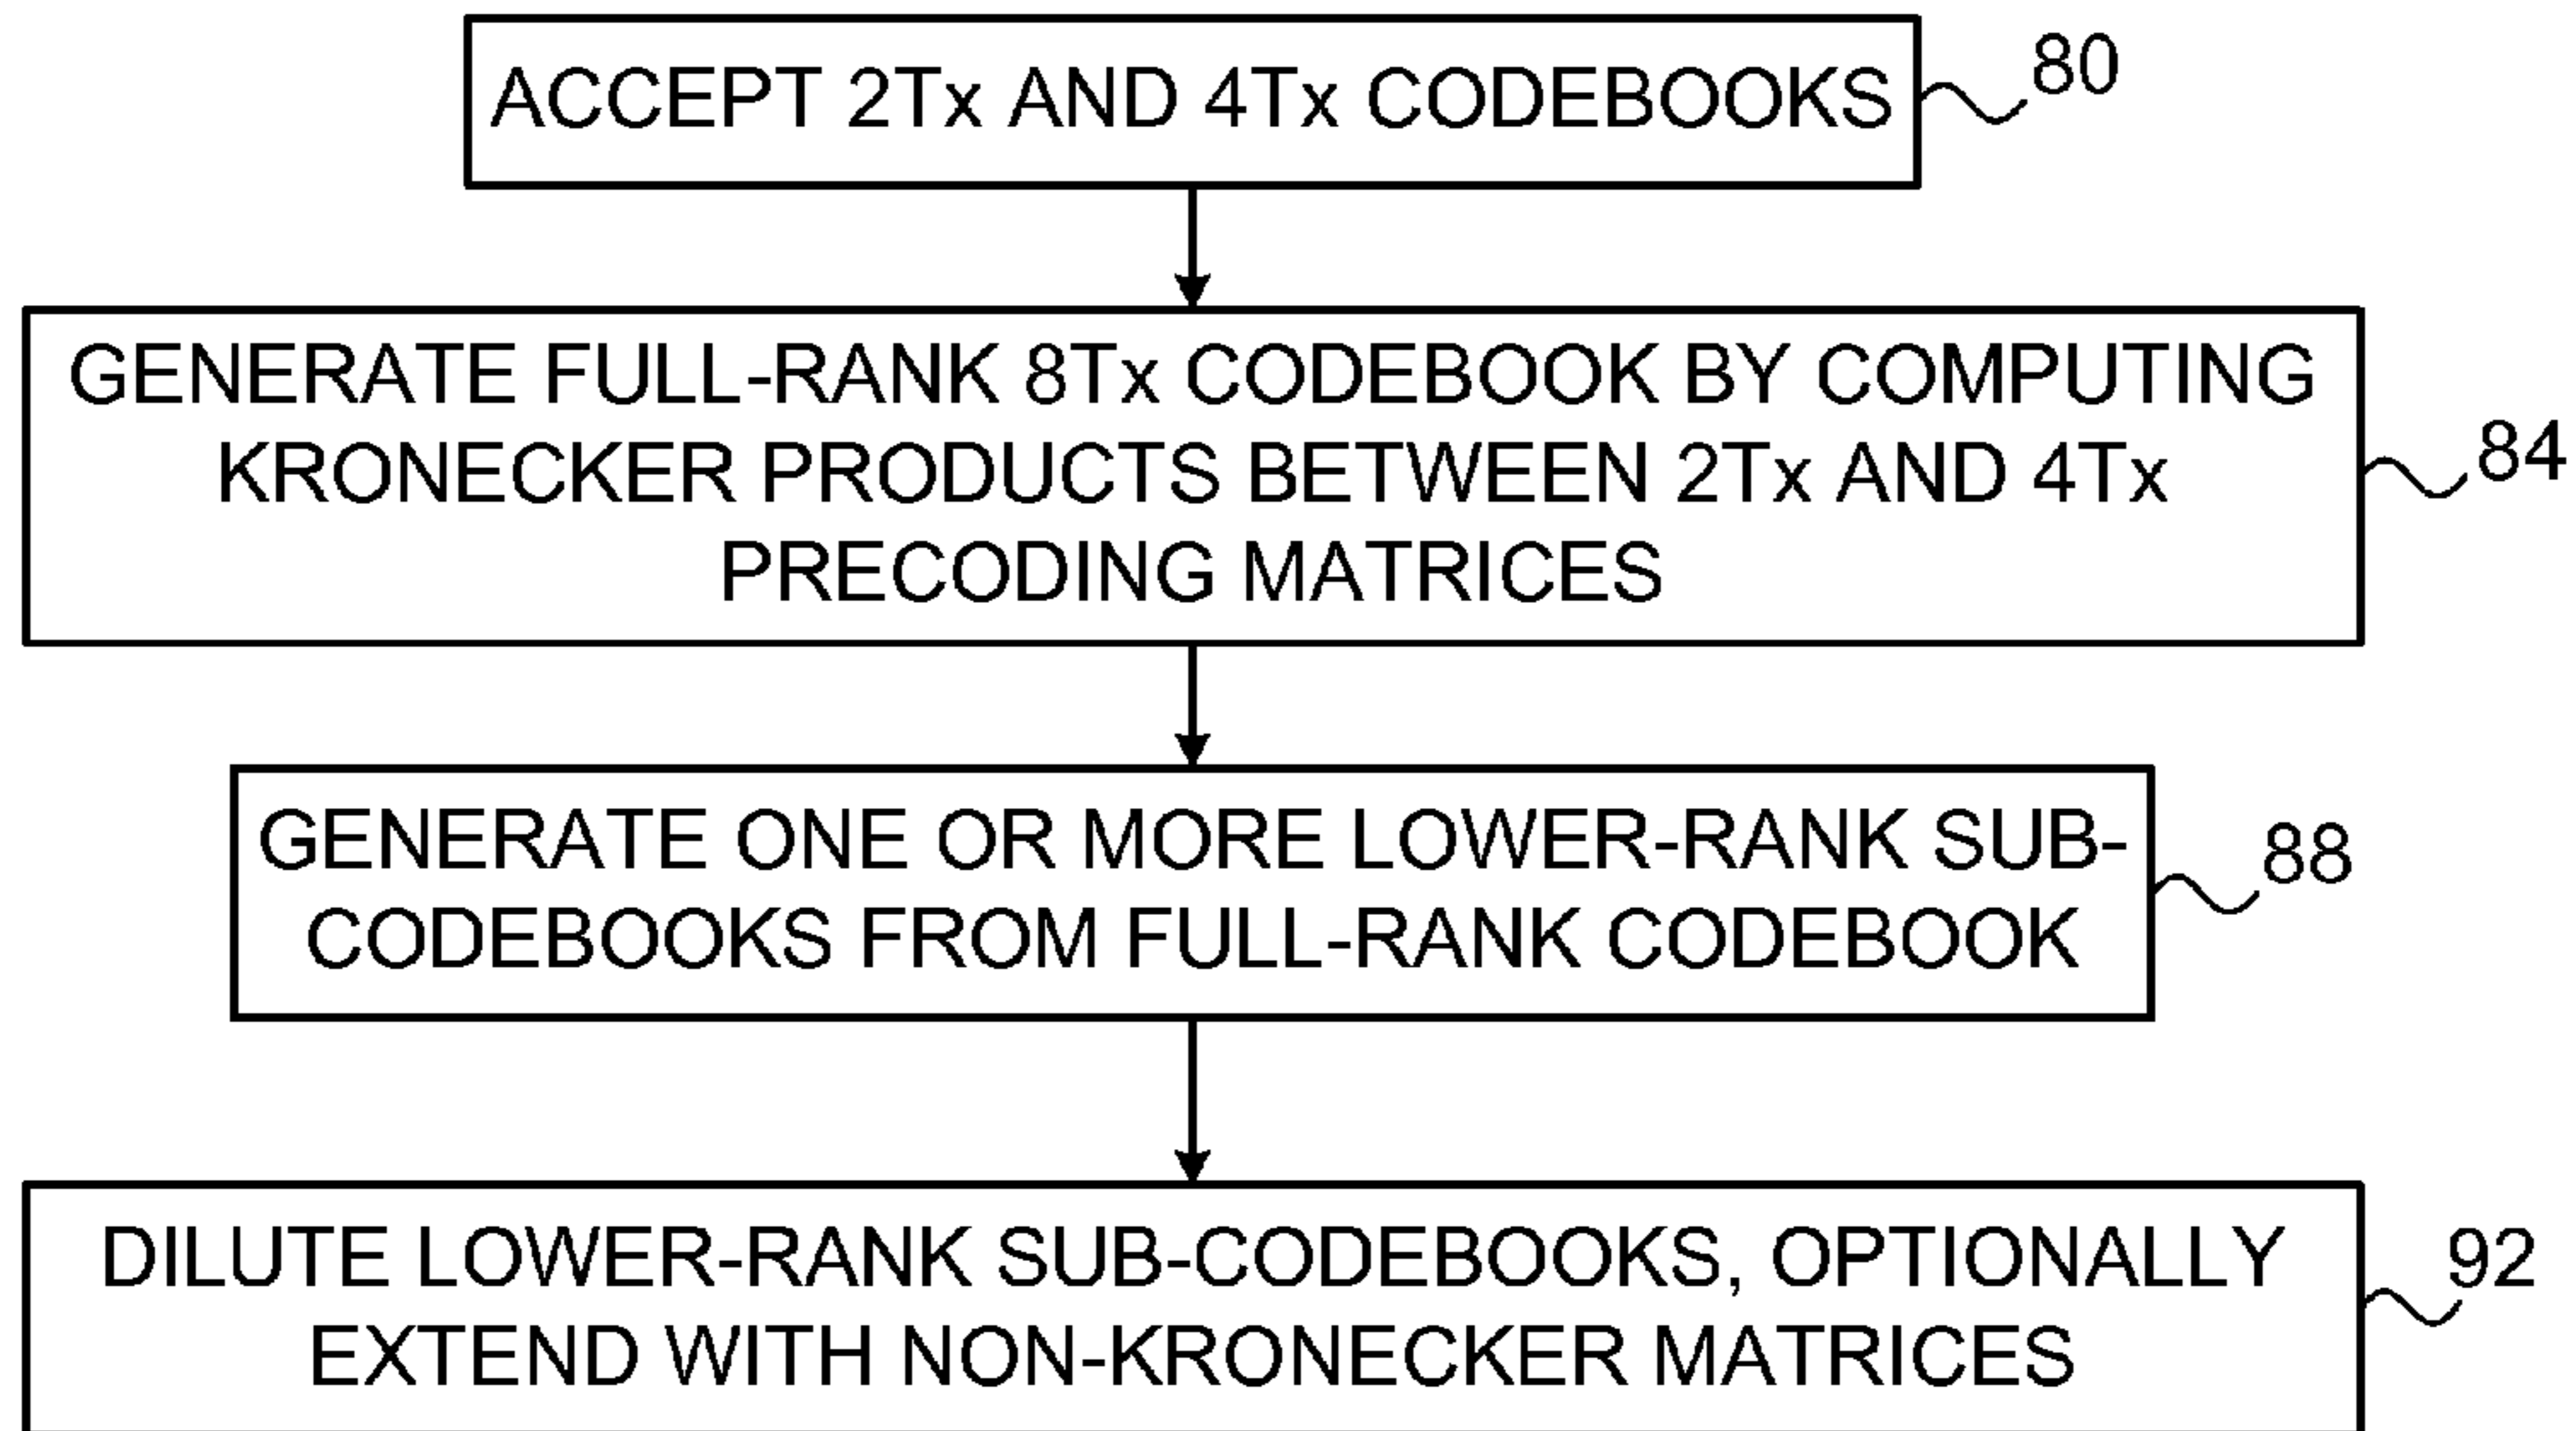 ACCEPT 2Tx AND 4Tx CODEBOOKS
80
GENERATE FULL-RANK 8Tx CODEBOOK BY COMPUTING
KRONECKER PRODUCTS BETWEEN 2Tx AND 4Tx
PRECODING MATRICES
84
GENERATE ONE OR MORE LOWER-RANK SUB-
CODEBOOKS FROM FULL-RANK CODEBOOK
88
DILUTE LOWER-RANK SUB-CODEBOOKS, OPTIONALLY
EXTEND WITH NON-KRONECKER MATRICES
92